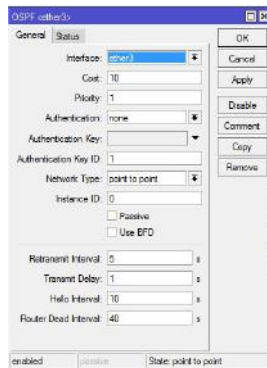 OSPF <ether3>
General Status
Interface: ether3
Cost: 10
Priority: 1
Authentication: none
Authentication Key:
Authentication Key ID: 1
Network Type: point to point
Instance ID: 0
Passive
Use BFD
Retransmit Interval: 5 s
Transmit Delay: 1 s
Hello Interval: 10 s
Router Dead Interval: 40 s
OK
Cancel
Apply
Disable
Comment
Copy
Remove
enabled passive State: point to point